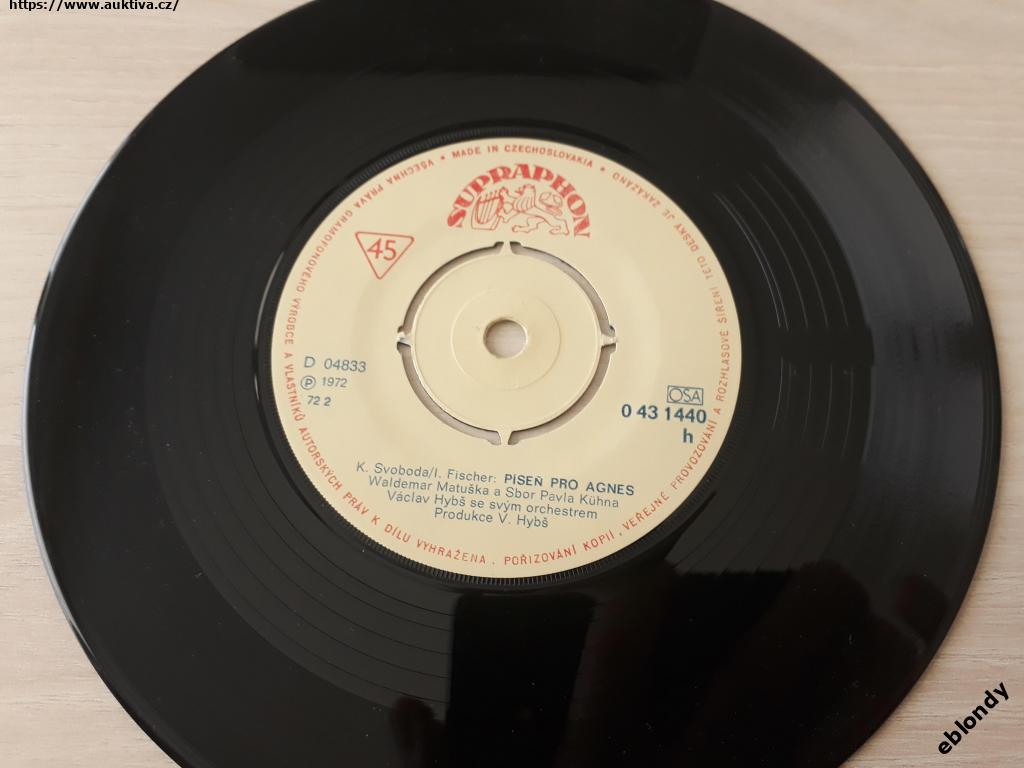 https://www.auktiva.cz/
VŠECHNA PRÁVA GRAMOFONOVÉHO VÝROBCE A VLASTNÍKŮ AUTORSKÝCH PRÁV K DÍLU VYHRAŽENA . POŘIZOVÁNÍ KOPIÍ, VEŘEJNÉ PROVOZOVÁNÍ A ROZHLASOVÉ ŠÍŘENÍ TÉTO DESKY JE ZAKÁZÁNO
• MADE IN CZECHOSLOVAKIA •
SUPRAPHON
45
D 04833
Ⓟ 1972
72 2
OSA
0 43 1440
h
K. Svoboda/I. Fischer: PÍSEŇ PRO AGNES
Waldemar Matuška a Sbor Pavla Kühna
Václav Hybš se svým orchestrem
Produkce V. Hybš
eblondy